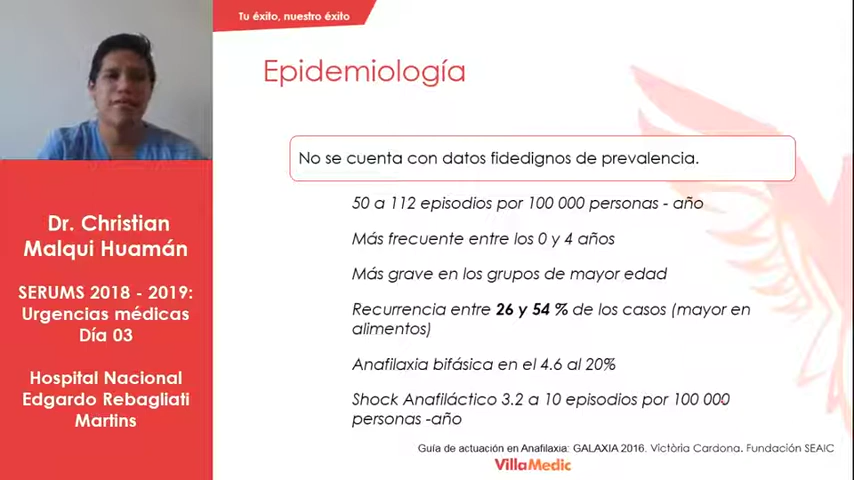 Tu éxito, nuestro éxito
Epidemiología
No se cuenta con datos fidedignos de prevalencia.
50 a 112 episodios por 100 000 personas - año
Más frecuente entre los 0 y 4 años
Más grave en los grupos de mayor edad
Recurrencia entre 26 y 54 % de los casos (mayor en
alimentos)
Anafilaxia bifásica en el 4.6 al 20%
Shock Anafiláctico 3.2 a 10 episodios por 100 000
personas -año
Guía de actuación en Anafilaxia: GALAXIA 2016. Victòria Cardona. Fundación SEAIC
VillaMedic
Dr. Christian
Malqui Huamán
SERUMS 2018 - 2019:
Urgencias médicas
Día 03
Hospital Nacional
Edgardo Rebagliati
Martins